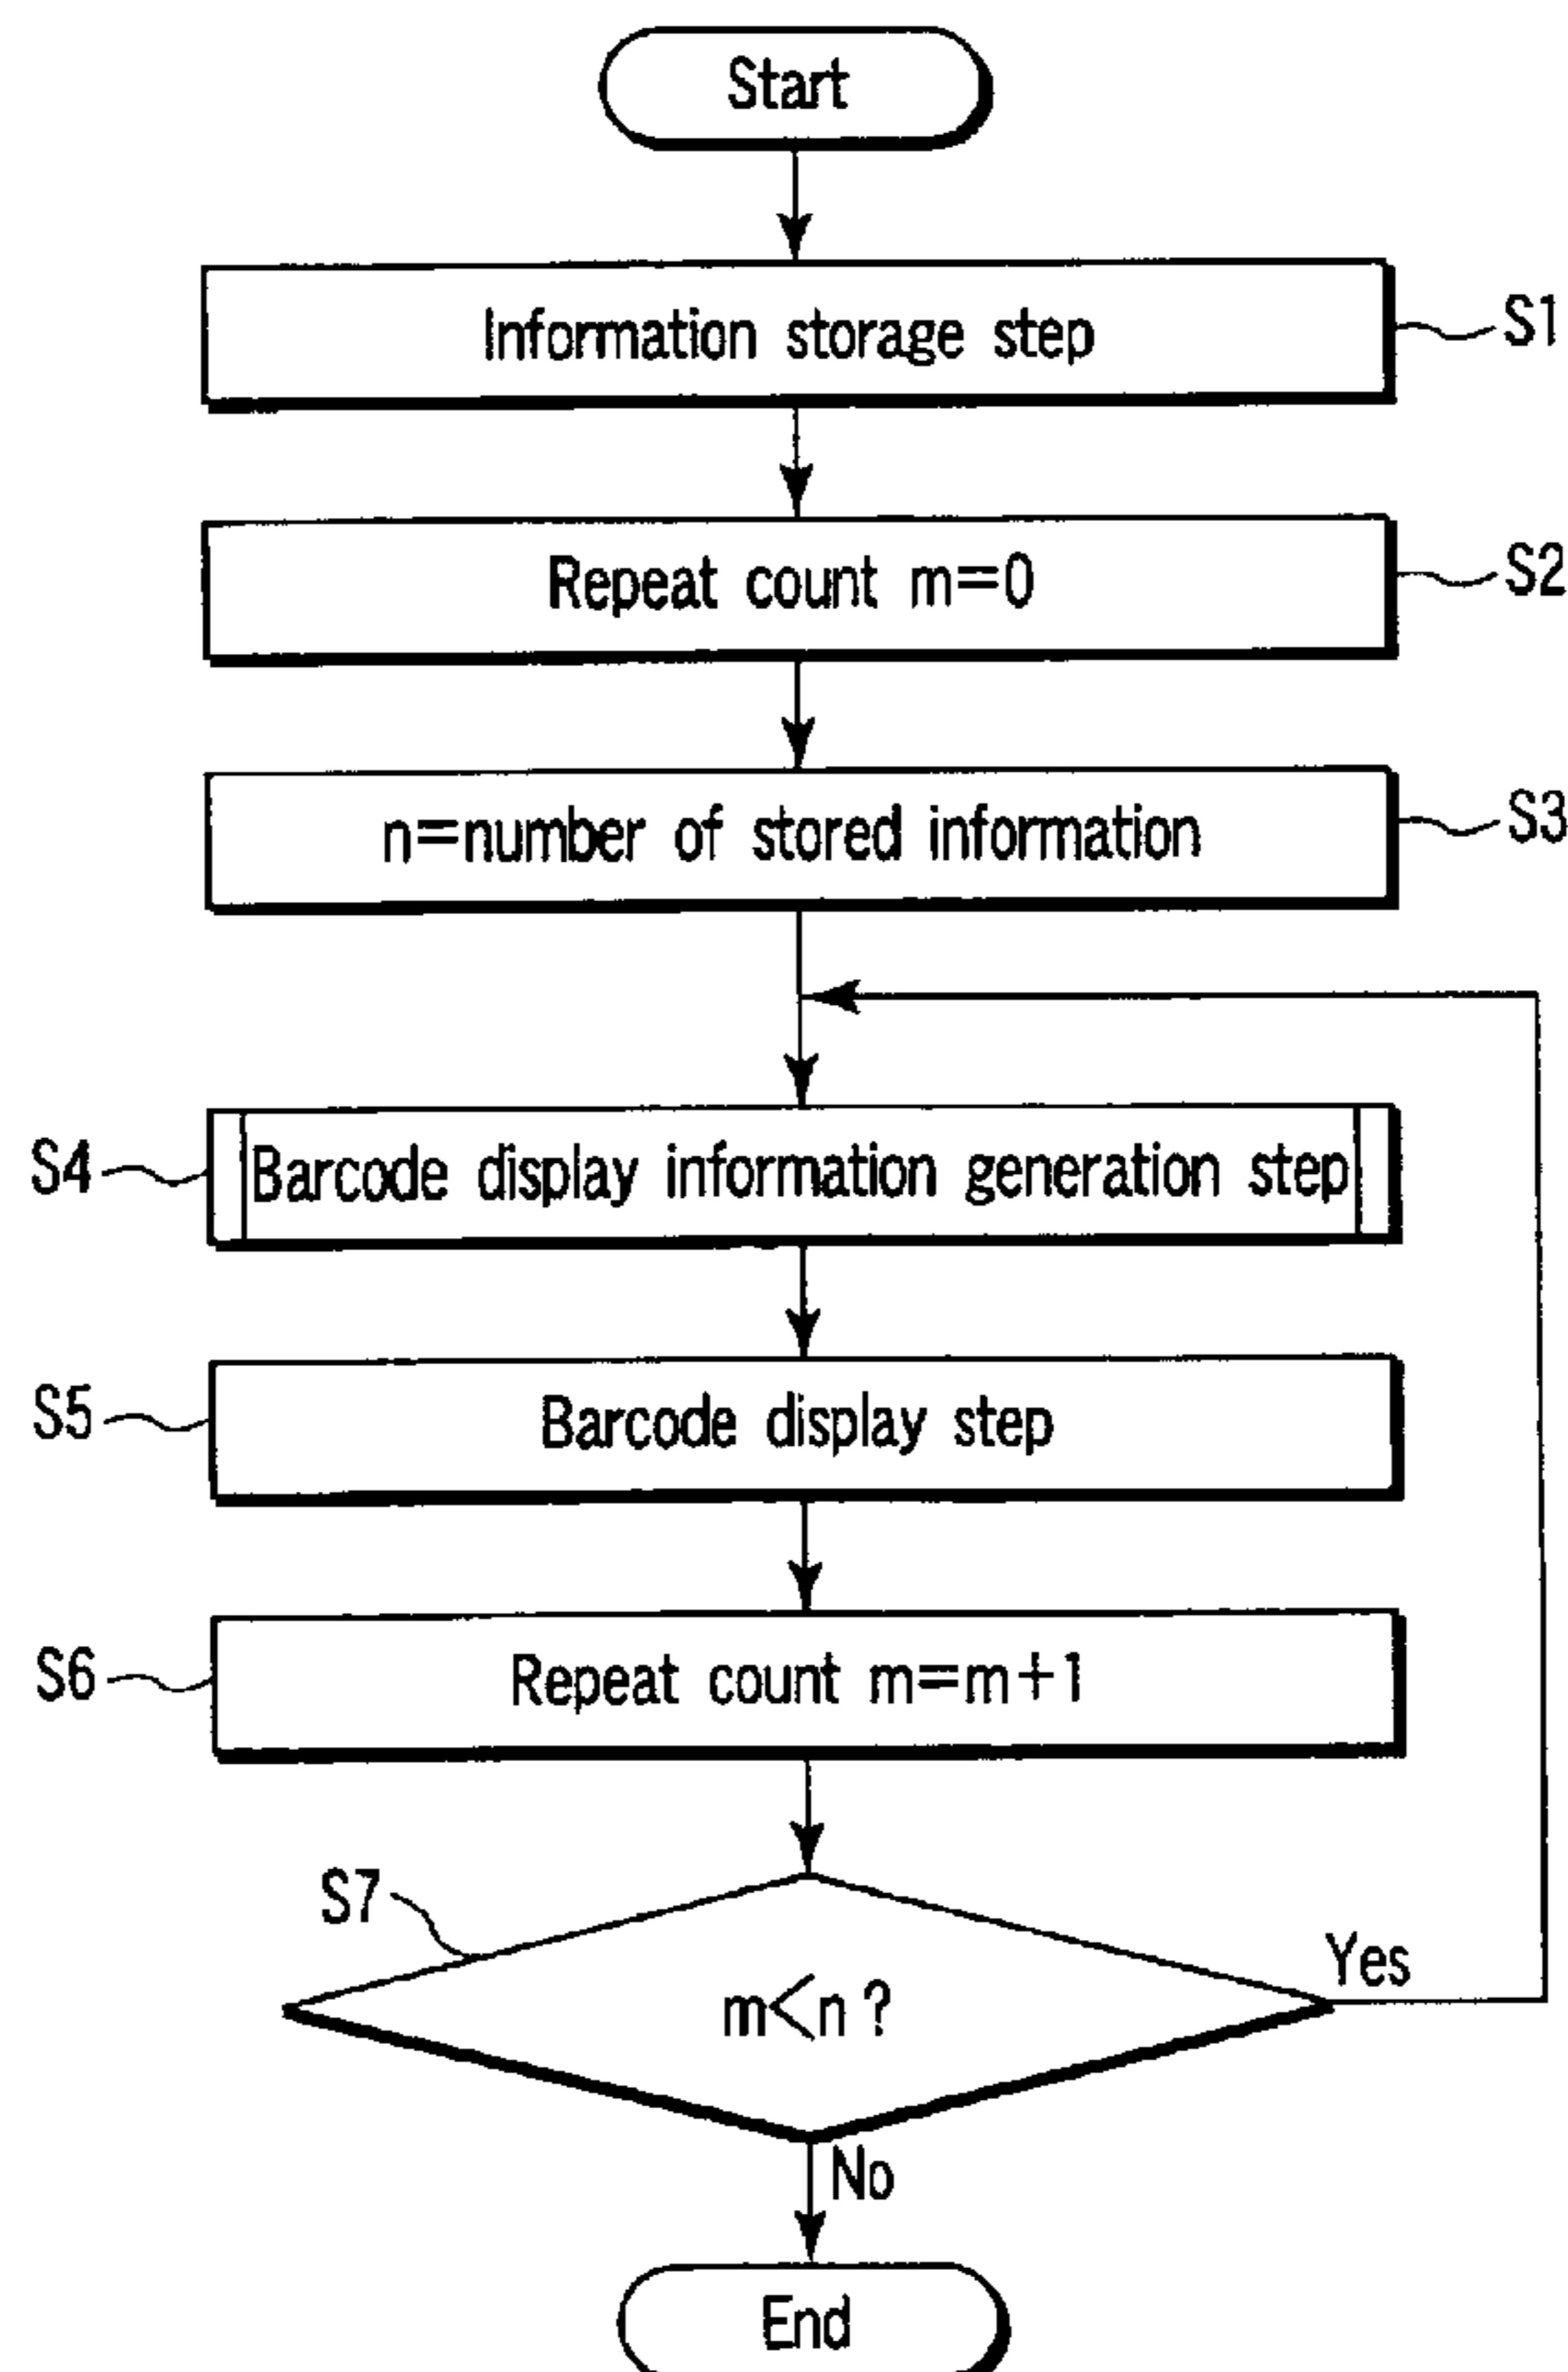 Start
Information storage step
S1
Repeat count m=0
S2
n=number of stored information
S3
S4
Barcode display information generation step
S5
Barcode display step
S6
Repeat count m=m+1
S7
m<n?
Yes
No
End